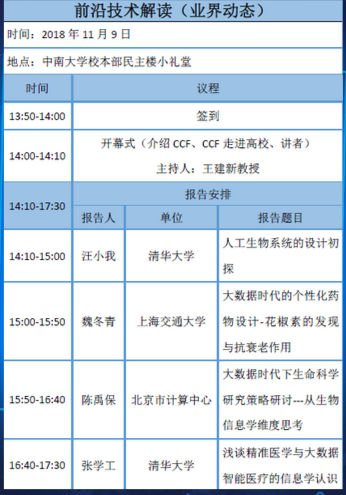 前沿技术解读（业界动态）
时间：2018 年 11 月 9 日
地点：中南大学校本部民主楼小礼堂
时间 议程
13:50-14:00 签到
14:00-14:10 开幕式（介绍 CCF、CCF 走进高校、讲者）
主持人：王建新教授
14:10-17:30 报告安排
报告人 单位 报告题目
14:10-15:00 汪小我 清华大学 人工生物系统的设计初
探
15:00-15:50 魏冬青 上海交通大学 大数据时代的个性化药
物设计-花椒素的发现
与抗衰老作用
15:50-16:40 陈禹保 北京市计算中心 大数据时代下生命科学
研究策略研讨---从生物
信息学维度思考
16:40-17:30 张学工 清华大学 浅谈精准医学与大数据
智能医疗的信息学认识